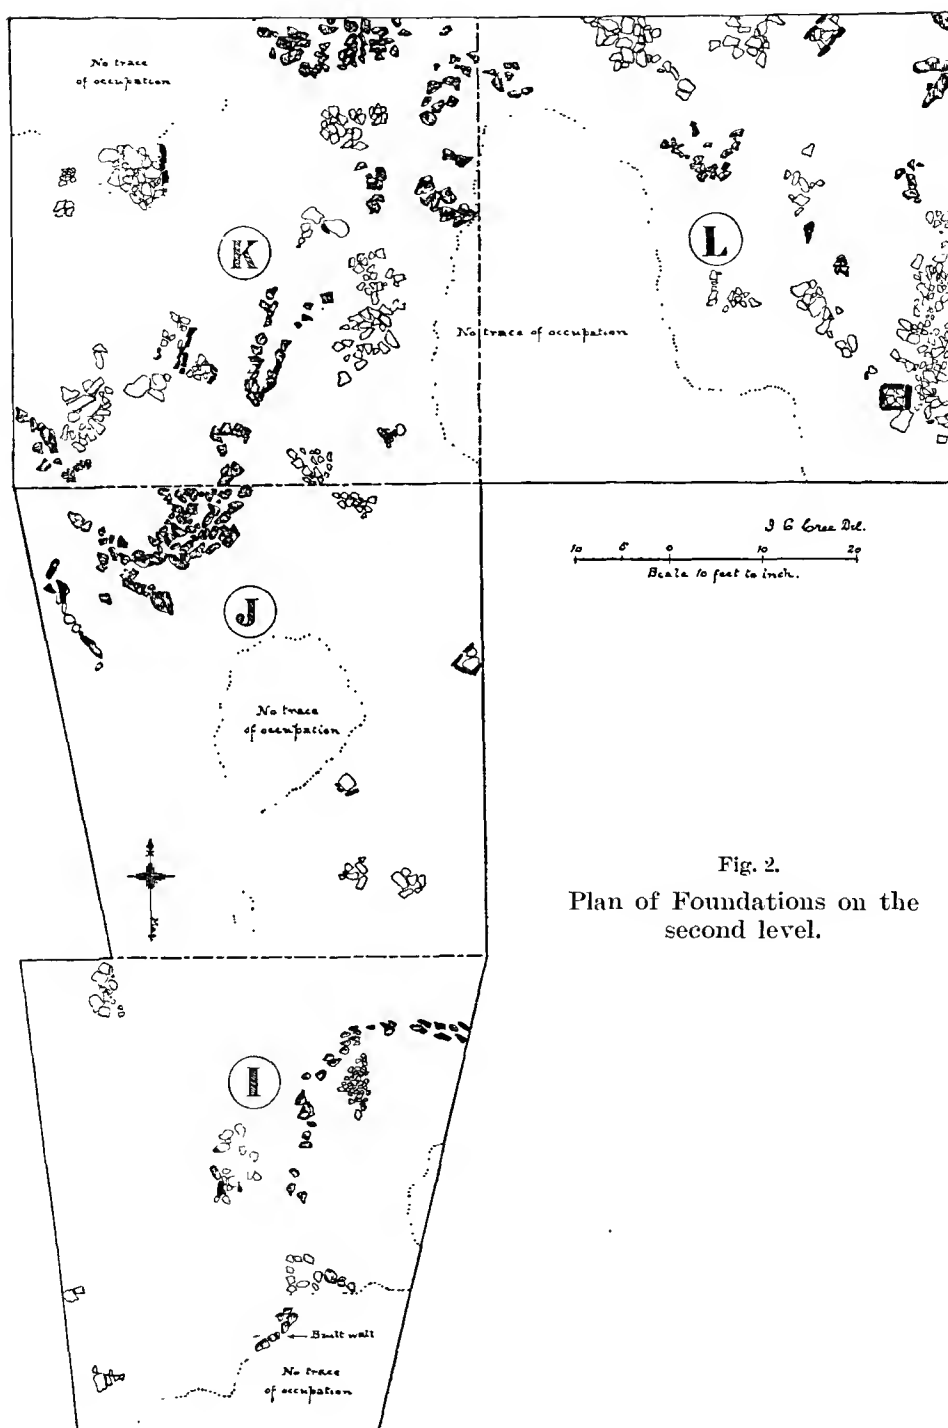 No trace
of occupation
K
L
No trace of occupation
J G Cree Del.
10 5 0 10 20
Scale 10 feet to inch.
J
No trace
of occupation
Fig. 2.
Plan of Foundations on the
second level.
I
Built wall
No trace
of occupation